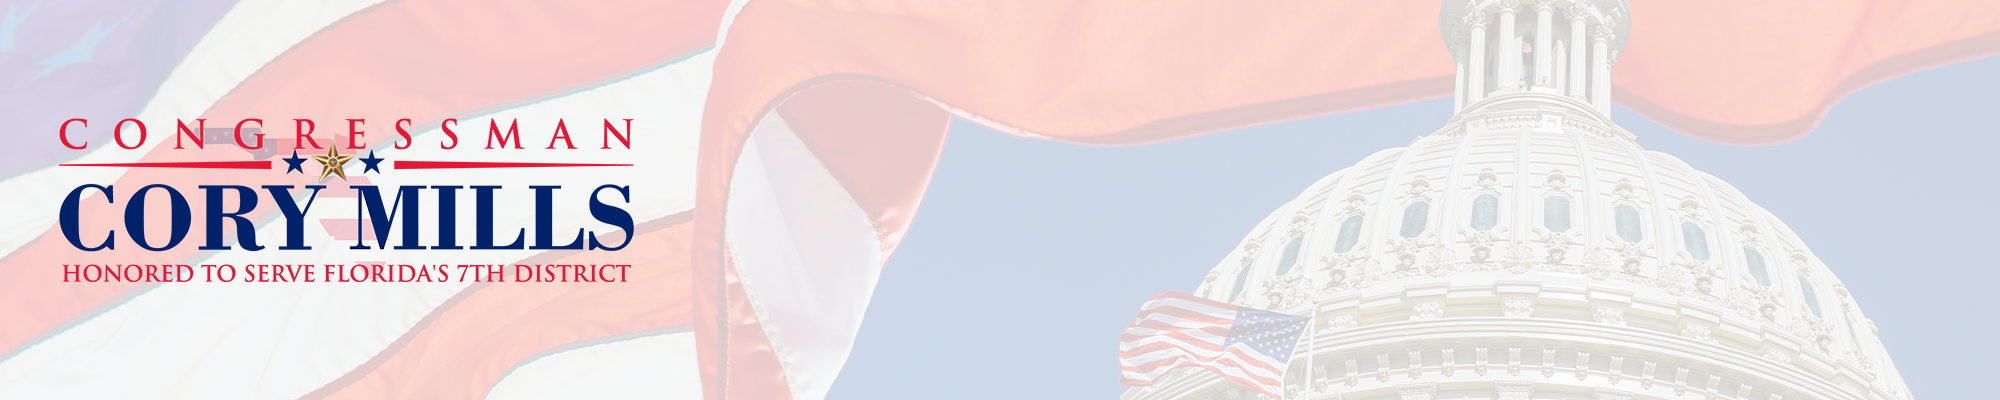 CONGRESSMAN
CORY MILLS
HONORED TO SERVE FLORIDA'S 7TH DISTRICT